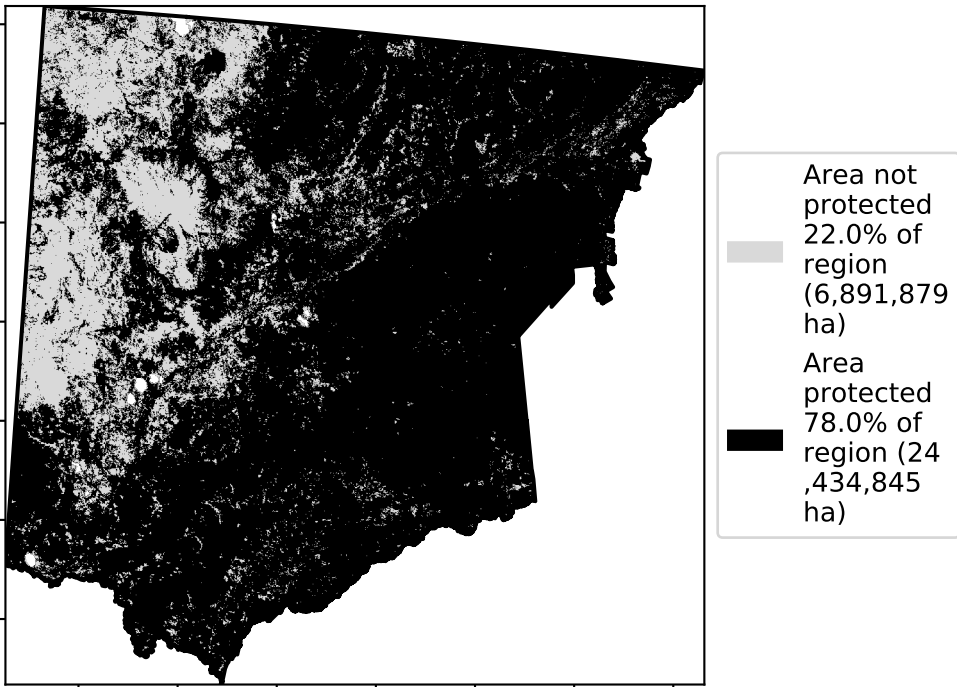 Area not
protected
22.0% of
region
(6,891,879
ha)
Area
protected
78.0% of
region (24
,434,845
ha)